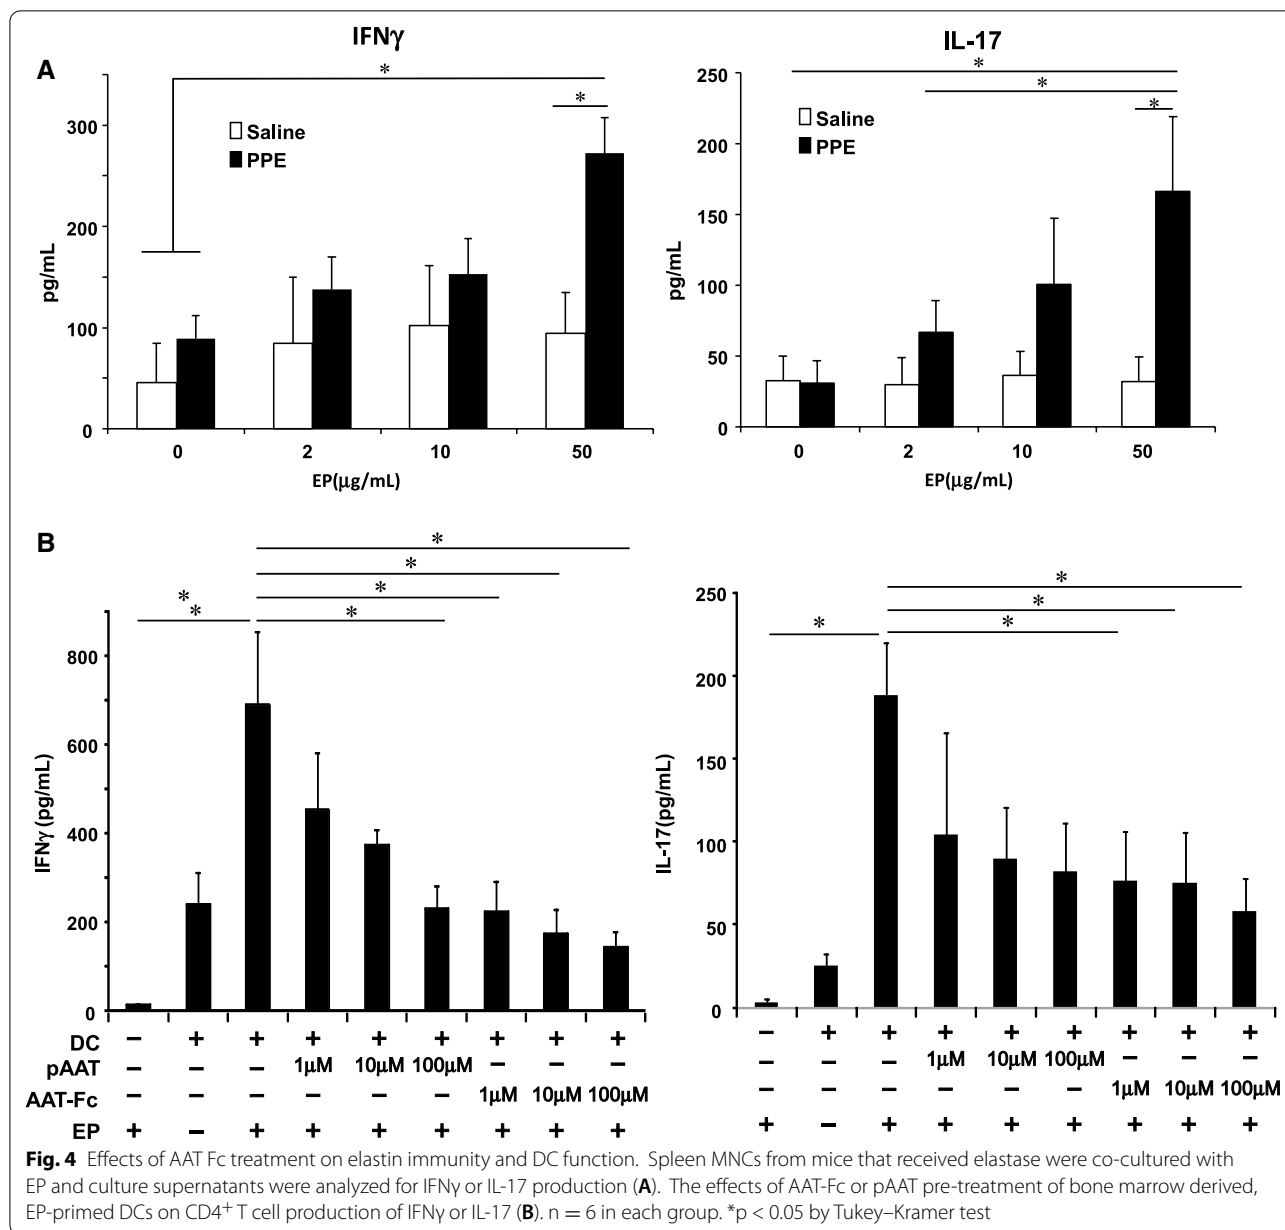 IFNγ
IL-17
A
*
*
*
*
*
Saline
PPE
Saline
PPE
pg/mL
300
200
100
0
pg/mL
250
200
150
100
50
0
0 2 10 50
EP(µg/mL)
0 2 10 50
EP(µg/mL)
B
*
*
*
*
*
*
*
*
*
*
IFNγ (pg/mL)
800
600
400
200
0
IL-17(pg/mL)
250
200
150
100
50
0
DC − + + + + + + + +
pAAT − − − 1µM 10µM 100µM − − −
AAT-Fc − − − − − − 1µM 10µM 100µM
EP + − + + + + + + +
− + + + + + + + +
− − − 1µM 10µM 100µM − − −
− − − − − − 1µM 10µM 100µM
+ − + + + + + + +
Fig. 4 Effects of AAT Fc treatment on elastin immunity and DC function. Spleen MNCs from mice that received elastase were co-cultured with
EP and culture supernatants were analyzed for IFNγ or IL-17 production (A). The effects of AAT-Fc or pAAT pre-treatment of bone marrow derived,
EP-primed DCs on CD4⁺ T cell production of IFNγ or IL-17 (B). n = 6 in each group. *p < 0.05 by Tukey–Kramer test